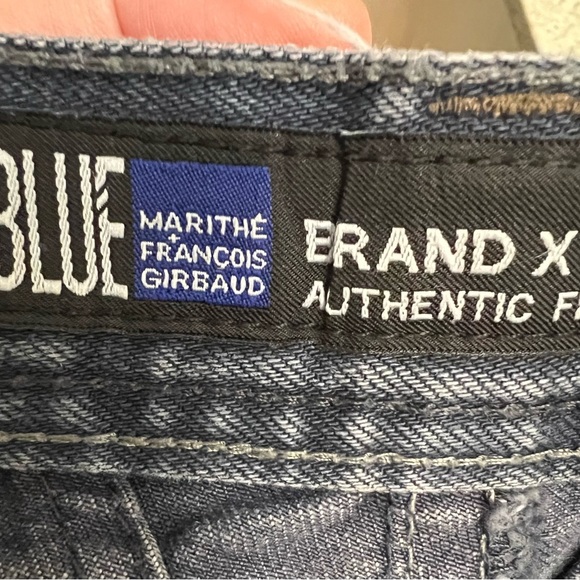 BLUE
MARITHÉ
+
FRANÇOIS
GIRBAUD
BRAND X
AUTHENTIC